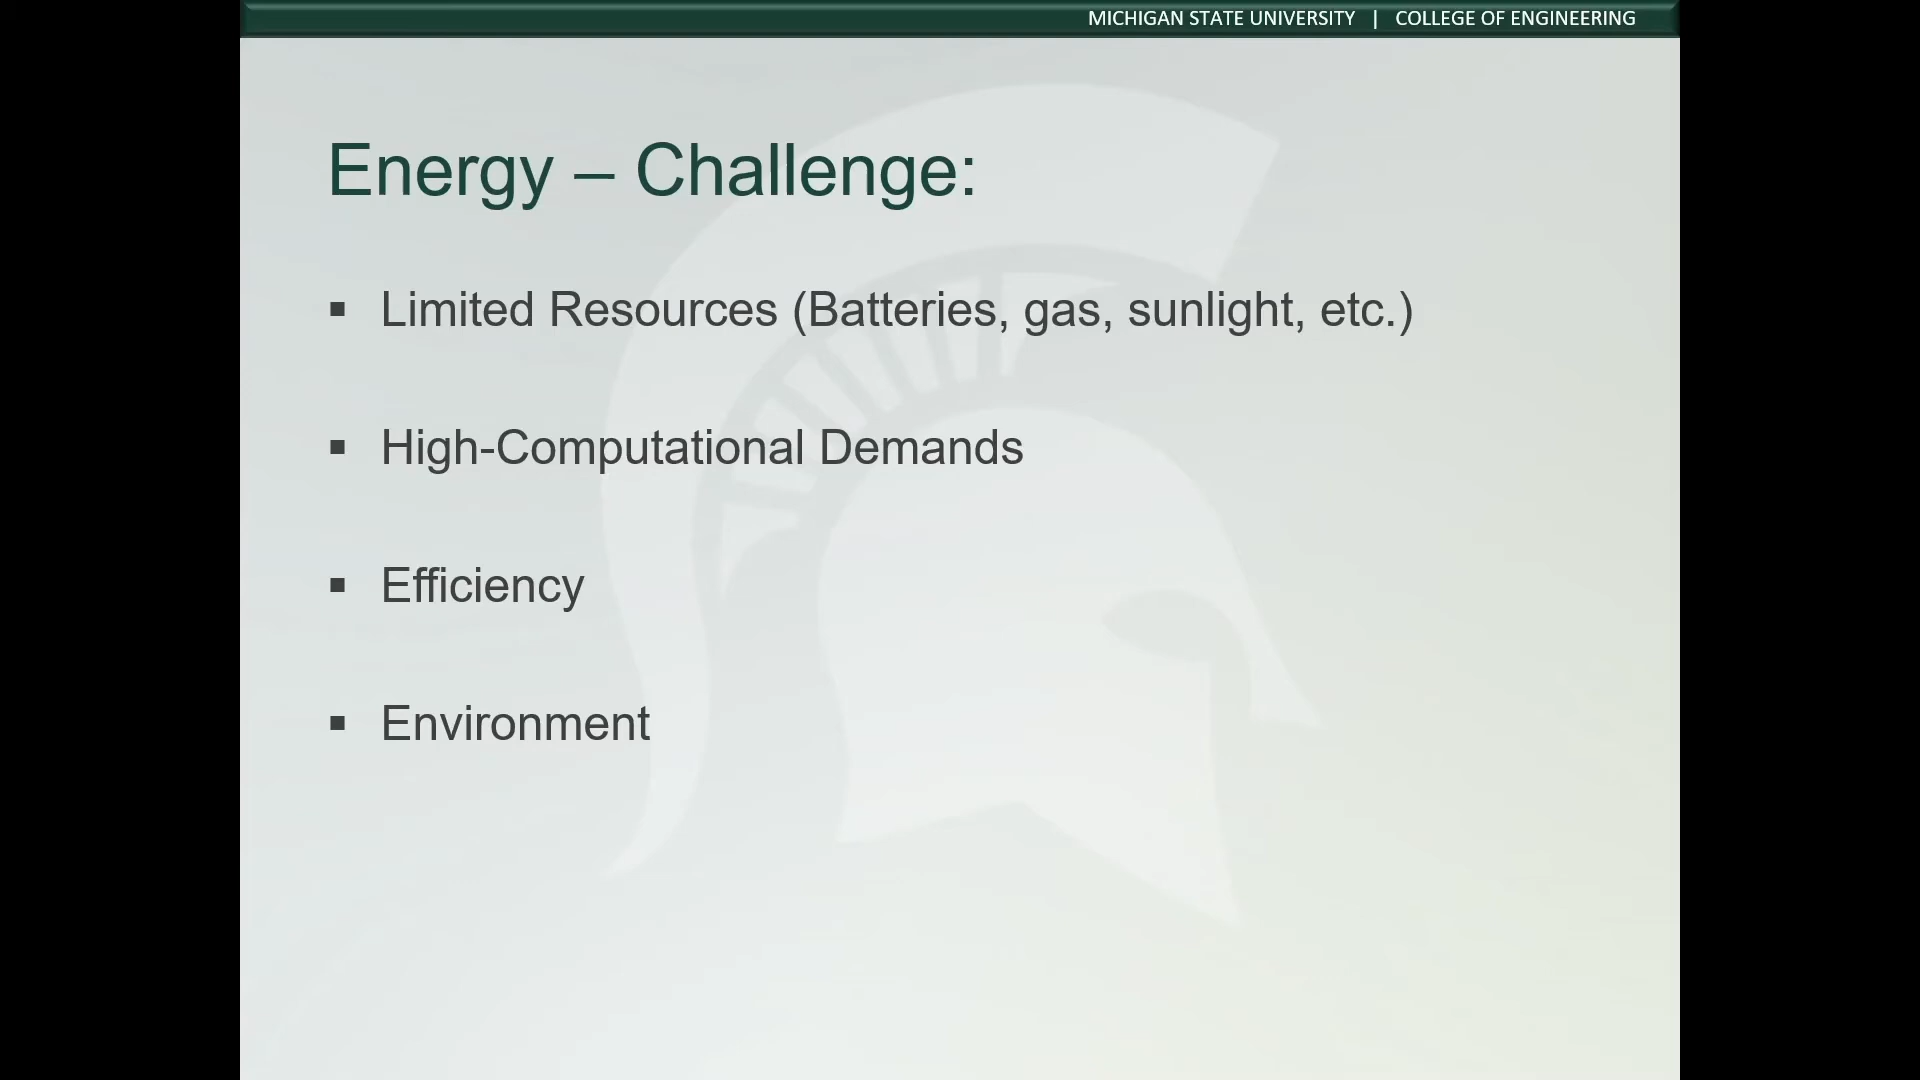 MICHIGAN STATE UNIVERSITY | COLLEGE OF ENGINEERING
Energy – Challenge:
▪ Limited Resources (Batteries, gas, sunlight, etc.)
▪ High-Computational Demands
▪ Efficiency
▪ Environment